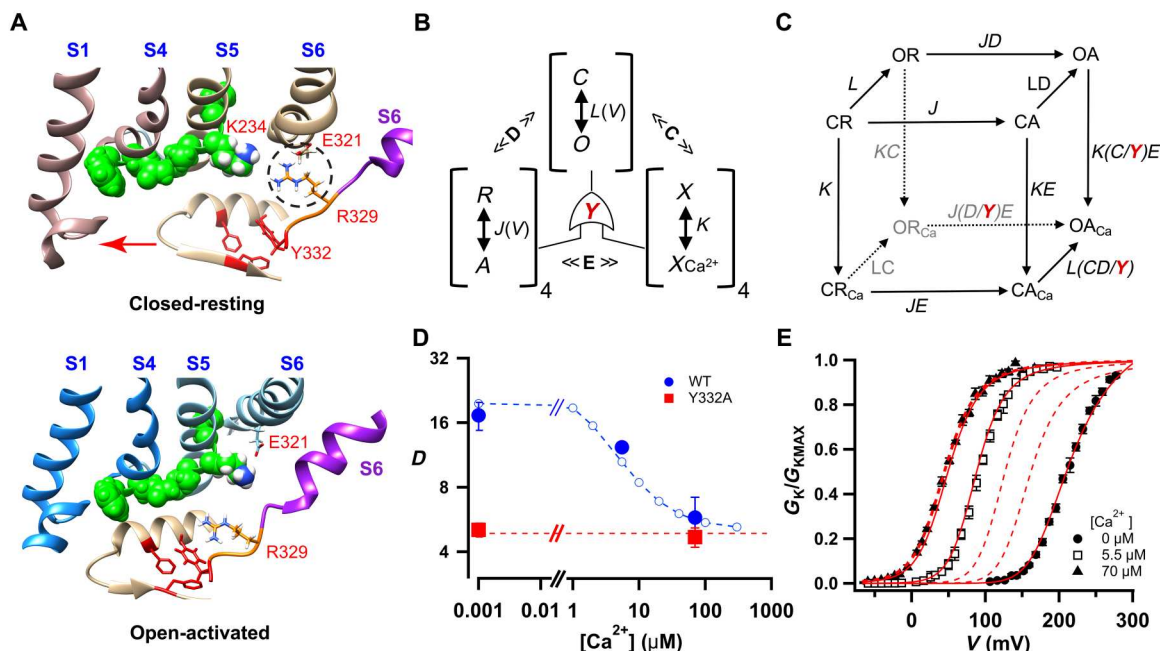 A
S1 S4 S5 S6
K234
E321
S6
R329
Y332
Closed-resting
S1 S4 S5 S6
E321
S6
R329
Open-activated
B
C
L(V)
O
<<D>>
<<C>>
R
J(V)
A
4
Y
<<E>>
X
K
XCa2+
4
C
OR JD OA
L LD
CR J CA
KC K(C/Y)E
K KE
ORCa J(D/Y)E OACa
LC L(CD/Y)
CRCa JE CACa
D
32
16
8
4
D
WT
Y332A
0.001 0.01 1 10 100 1000
[Ca2+] (µM)
E
1.0
0.8
0.6
0.4
0.2
0.0
GK/GKMAX
[Ca2+]
0 µM
5.5 µM
70 µM
0 100 200 300
V (mV)